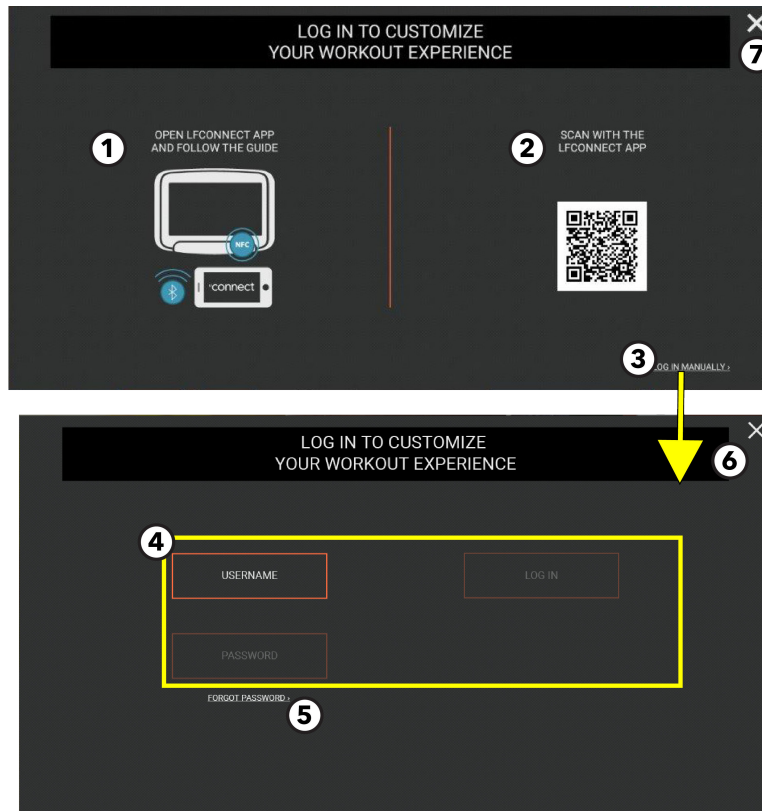 LOG IN TO CUSTOMIZE
YOUR WORKOUT EXPERIENCE
7
1
OPEN LFCONNECT APP
AND FOLLOW THE GUIDE
2
SCAN WITH THE
LFCONNECT APP
NFC
connect
3
OG IN MANUALLY ›
LOG IN TO CUSTOMIZE
YOUR WORKOUT EXPERIENCE
6
4
USERNAME
LOG IN
PASSWORD
FORGOT PASSWORD ›
5